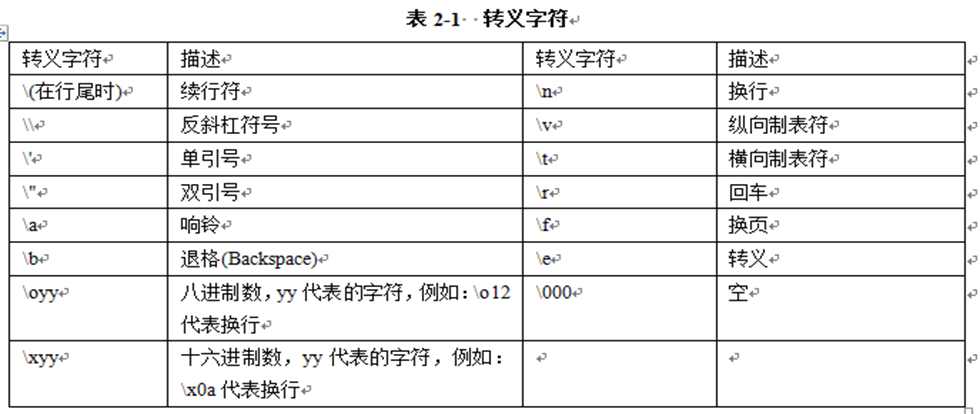 表 2-1 转义字符
转义字符 描述 转义字符 描述
\(在行尾时) 续行符 \n 换行
\\ 反斜杠符号 \v 纵向制表符
\' 单引号 \t 横向制表符
\" 双引号 \r 回车
\a 响铃 \f 换页
\b 退格(Backspace) \e 转义
\oyy 八进制数，yy 代表的字符，例如：\o12 \000 空
代表换行
\xyy 十六进制数，yy 代表的字符，例如：
\x0a 代表换行